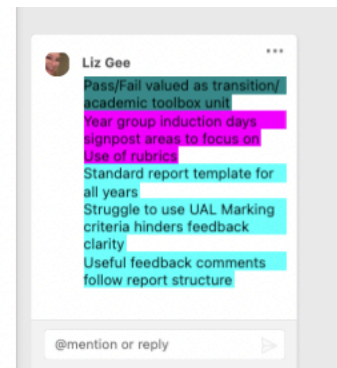 Liz Gee
Pass/Fail valued as transition/
academic toolbox unit
Year group induction days
signpost areas to focus on
Use of rubrics
Standard report template for
all years
Struggle to use UAL Marking
criteria hinders feedback
clarity
Useful feedback comments
follow report structure
@mention or reply